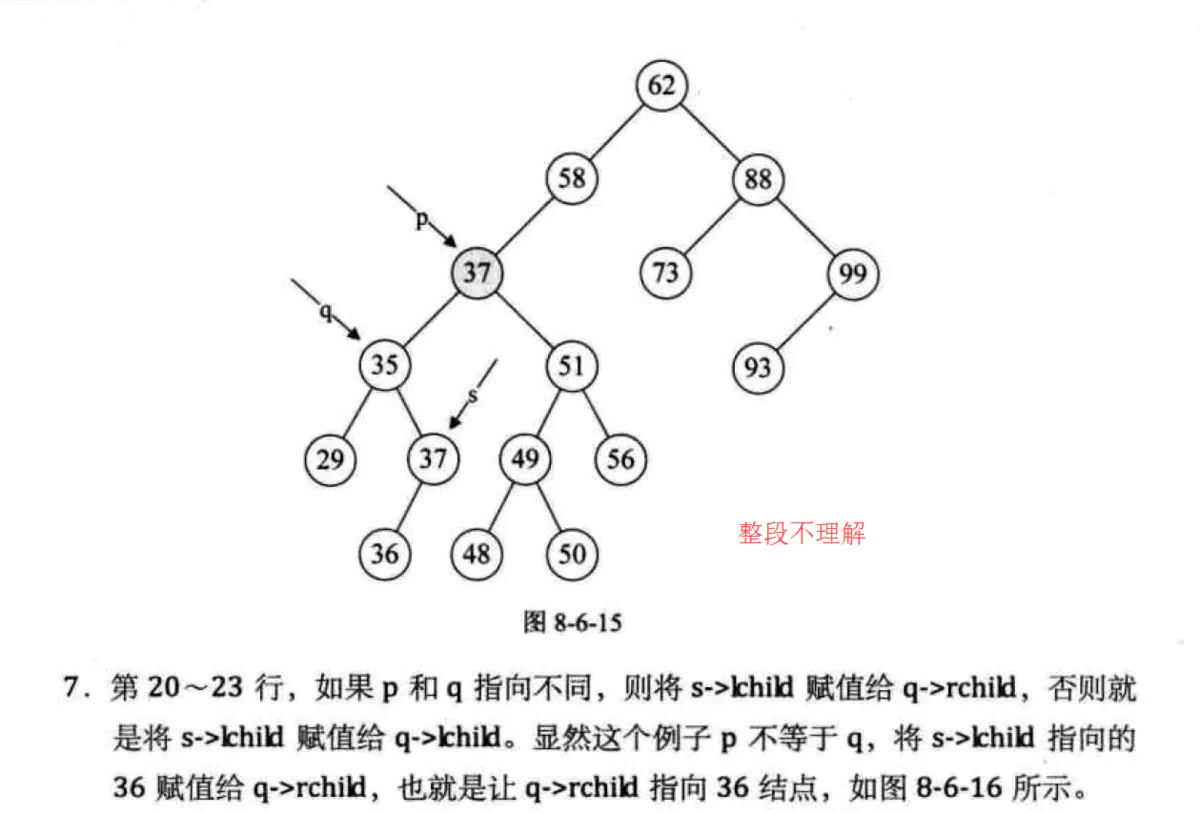 62
58 88
p
37 73 99
q
35 51 93
s
29 37 49 56
整段不理解
36 48 50
图 8-6-15
7. 第 20~23 行，如果 p 和 q 指向不同，则将 s->lchild 赋值给 q->rchild，否则就
是将 s->lchild 赋值给 q->lchild。显然这个例子 p 不等于 q，将 s->lchild 指向的
36 赋值给 q->rchild，也就是让 q->rchild 指向 36 结点，如图 8-6-16 所示。